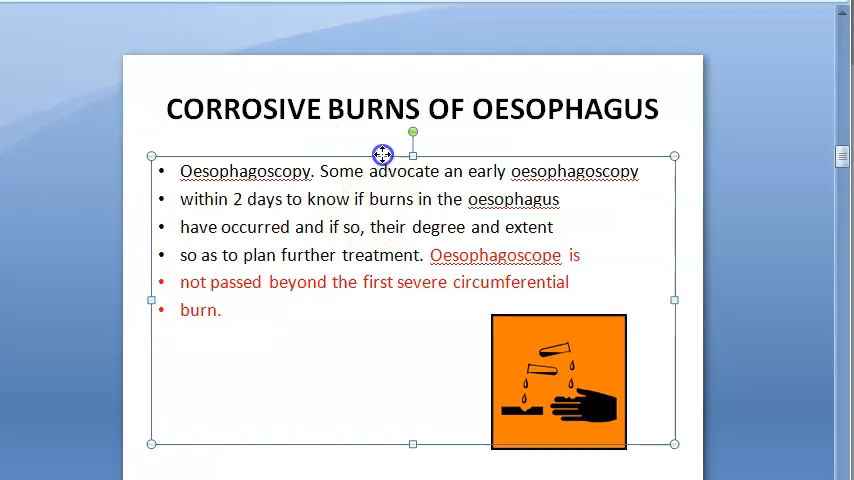 CORROSIVE BURNS OF OESOPHAGUS
• Oesophagoscopy. Some advocate an early oesophagoscopy
• within 2 days to know if burns in the oesophagus
• have occurred and if so, their degree and extent
• so as to plan further treatment. Oesophagoscope is
• not passed beyond the first severe circumferential
• burn.